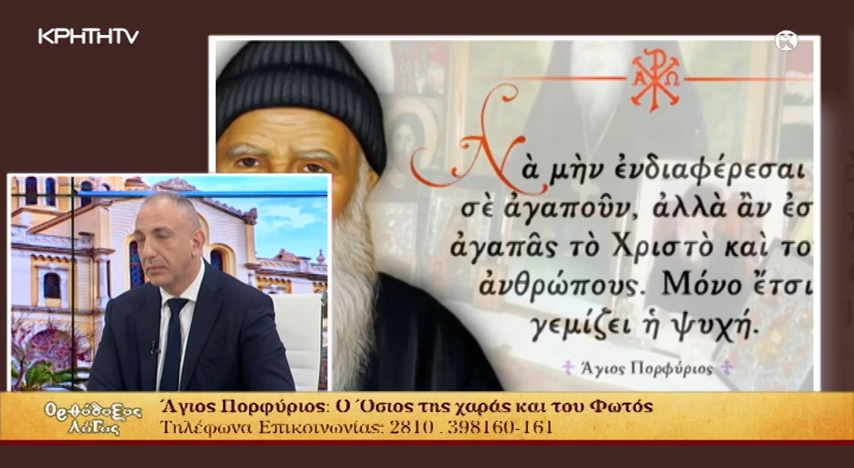 ΚΡΗΤΗTV
Α Ω
Νὰ μὴν ἐνδιαφέρεσαι
σὲ ἀγαποῦν, ἀλλὰ ἂν ἐσ
ἀγαπᾶς τὸ Χριστὸ καὶ το
ἀνθρώπους. Μόνο ἔτσι
γεμίζει ἡ ψυχή.
Ἅγιος Πορφύριος
Ορθόδοξος
Λόγος
Άγιος Πορφύριος: Ο Όσιος της χαράς και του Φωτός
Τηλέφωνα Επικοινωνίας: 2810 . 398160-161